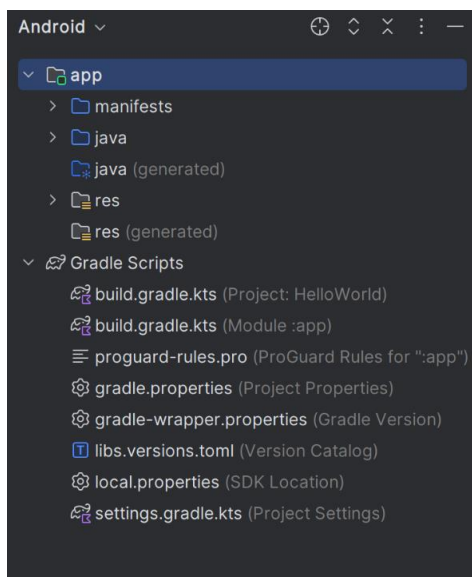 Android
app
manifests
java
java (generated)
res
res (generated)
Gradle Scripts
build.gradle.kts (Project: HelloWorld)
build.gradle.kts (Module :app)
proguard-rules.pro (ProGuard Rules for ":app")
gradle.properties (Project Properties)
gradle-wrapper.properties (Gradle Version)
libs.versions.toml (Version Catalog)
local.properties (SDK Location)
settings.gradle.kts (Project Settings)